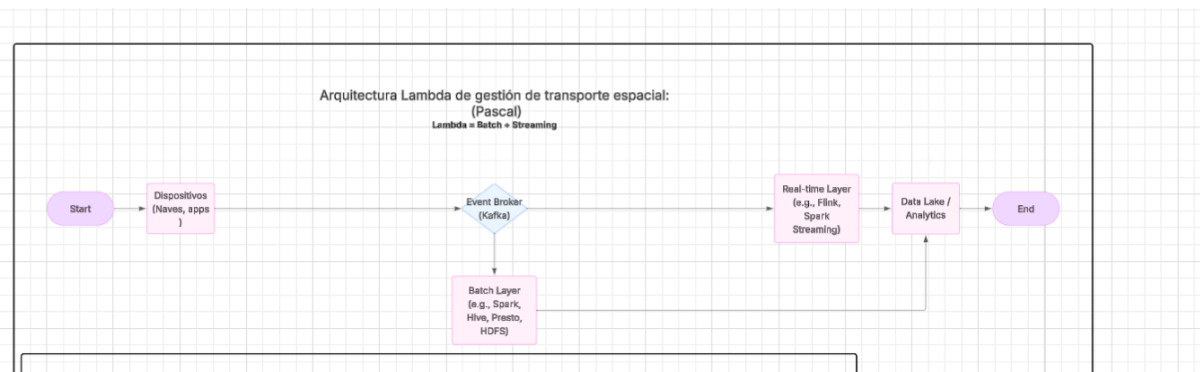 Arquitectura Lambda de gestión de transporte espacial:
(Pascal)
Lambda = Batch + Streaming
Start
Dispositivos
(Naves, apps
)
Event Broker
(Kafka)
Real-time Layer
(e.g., Flink,
Spark
Streaming)
Data Lake /
Analytics
End
Batch Layer
(e.g., Spark,
Hive, Presto,
HDFS)